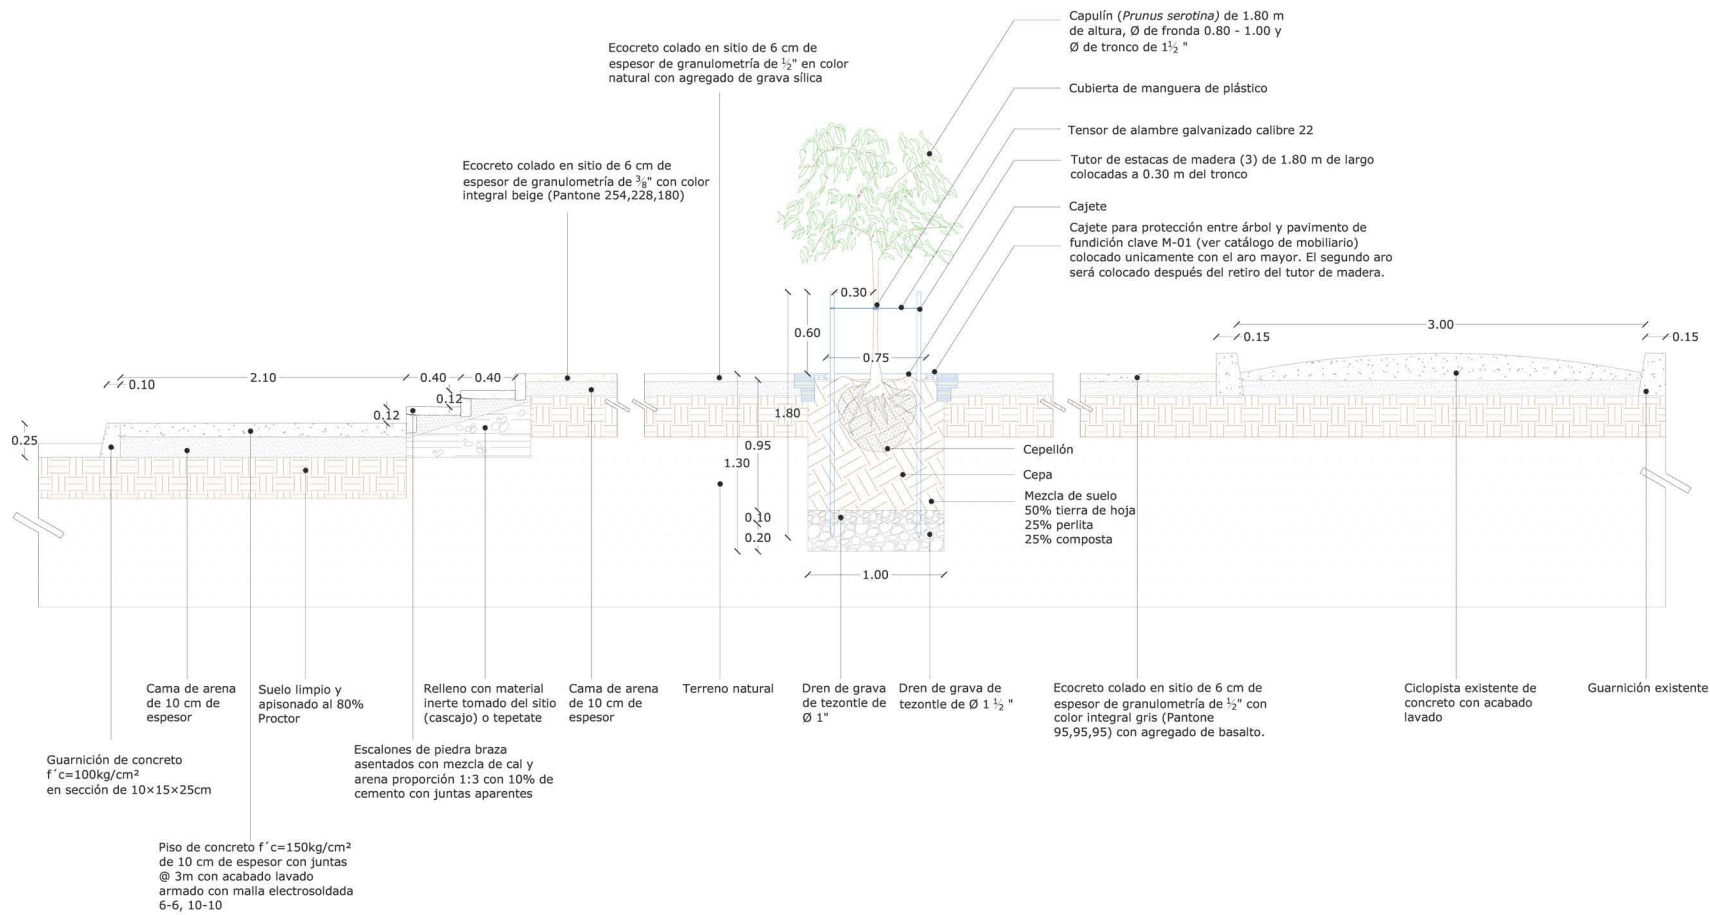 Capulín (Prunus serotina) de 1.80 m
de altura, Ø de fronda 0.80 - 1.00 y
Ø de tronco de 1½ "
Ecocreto colado en sitio de 6 cm de
espesor de granulometría de ½" en color
natural con agregado de grava sílica
Cubierta de manguera de plástico
Tensor de alambre galvanizado calibre 22
Tutor de estacas de madera (3) de 1.80 m de largo
colocadas a 0.30 m del tronco
Ecocreto colado en sitio de 6 cm de
espesor de granulometría de ⅜" con color
integral beige (Pantone 254,228,180)
Cajete
Cajete para protección entre árbol y pavimento de
fundición clave M-01 (ver catálogo de mobiliario)
colocado unicamente con el aro mayor. El segundo aro
será colocado después del retiro del tutor de madera.
0.30
0.60
0.75
3.00
0.15
0.15
0.10
2.10
0.40
0.40
0.12
0.12
0.25
1.80
0.95
1.30
0.10
0.20
1.00
Cepellón
Cepa
Mezcla de suelo
50% tierra de hoja
25% perlita
25% composta
Cama de arena
de 10 cm de
espesor
Suelo limpio y
apisonado al 80%
Proctor
Relleno con material
inerte tomado del sitio
(cascajo) o tepetate
Cama de arena
de 10 cm de
espesor
Terreno natural
Dren de grava
de tezontle de
Ø 1"
Dren de grava de
tezontle de Ø 1 ½ "
Ecocreto colado en sitio de 6 cm de
espesor de granulometría de ½" con
color integral gris (Pantone
95,95,95) con agregado de basalto.
Ciclopista existente de
concreto con acabado
lavado
Guarnición existente
Guarnición de concreto
f´c=100kg/cm²
en sección de 10×15×25cm
Escalones de piedra braza
asentados con mezcla de cal y
arena proporción 1:3 con 10% de
cemento con juntas aparentes
Piso de concreto f´c=150kg/cm²
de 10 cm de espesor con juntas
@ 3m con acabado lavado
armado con malla electrosoldada
6-6, 10-10